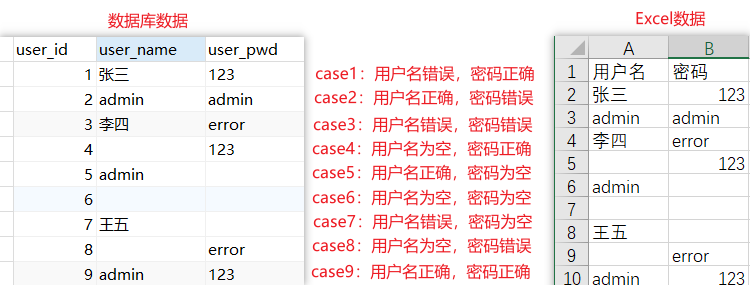 数据库数据
user_id user_name user_pwd
1 张三 123
2 admin admin
3 李四 error
4 123
5 admin
6
7 王五
8 error
9 admin 123
case1：用户名错误，密码正确
case2：用户名正确，密码错误
case3：用户名错误，密码错误
case4：用户名为空，密码正确
case5：用户名正确，密码为空
case6：用户名为空，密码为空
case7：用户名错误，密码为空
case8：用户名为空，密码错误
case9：用户名正确，密码正确
Excel数据
A B
1 用户名 密码
2 张三 123
3 admin admin
4 李四 error
5 123
6 admin
7
8 王五
9 error
10 admin 123